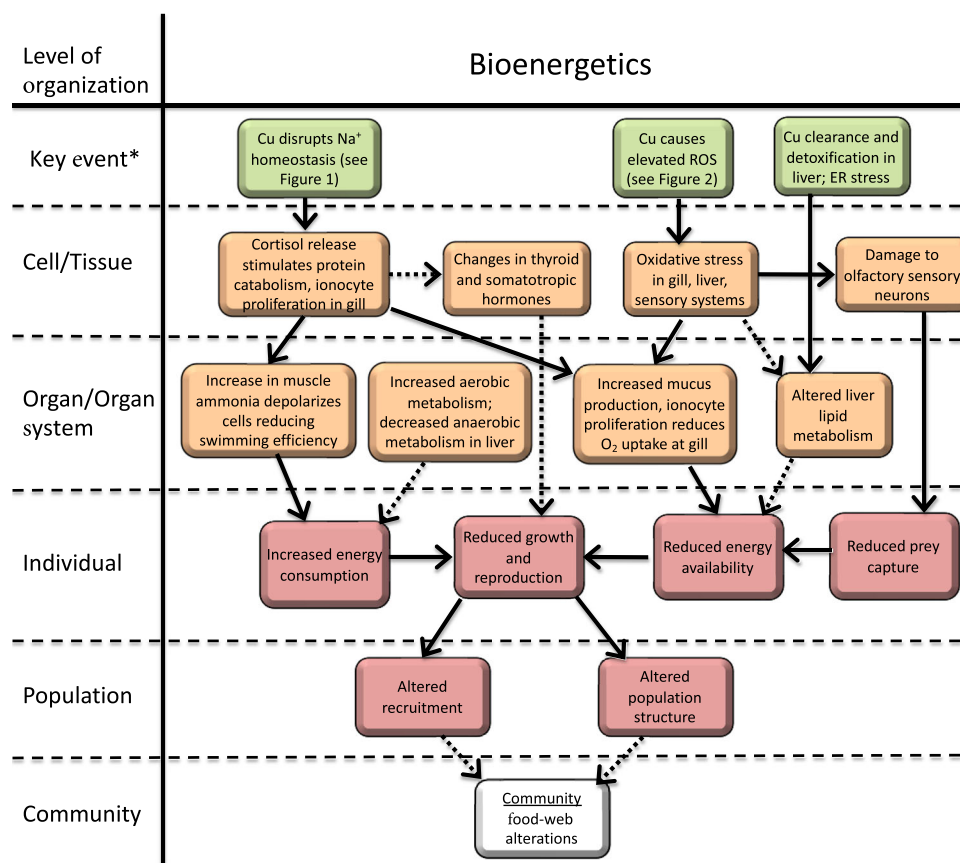 Level of
organization
Bioenergetics
Key event*
Cu disrupts Na⁺
homeostasis (see
Figure 1)
Cu causes
elevated ROS
(see Figure 2)
Cu clearance and
detoxification in
liver; ER stress
Cell/Tissue
Cortisol release
stimulates protein
catabolism, ionocyte
proliferation in gill
Changes in thyroid
and somatotropic
hormones
Oxidative stress
in gill, liver,
sensory systems
Damage to
olfactory sensory
neurons
Organ/Organ
system
Increase in muscle
ammonia depolarizes
cells reducing
swimming efficiency
Increased aerobic
metabolism;
decreased anaerobic
metabolism in liver
Increased mucus
production, ionocyte
proliferation reduces
O₂ uptake at gill
Altered liver
lipid
metabolism
Individual
Increased energy
consumption
Reduced growth
and
reproduction
Reduced energy
availability
Reduced prey
capture
Population
Altered
recruitment
Altered
population
structure
Community
Community
food-web
alterations